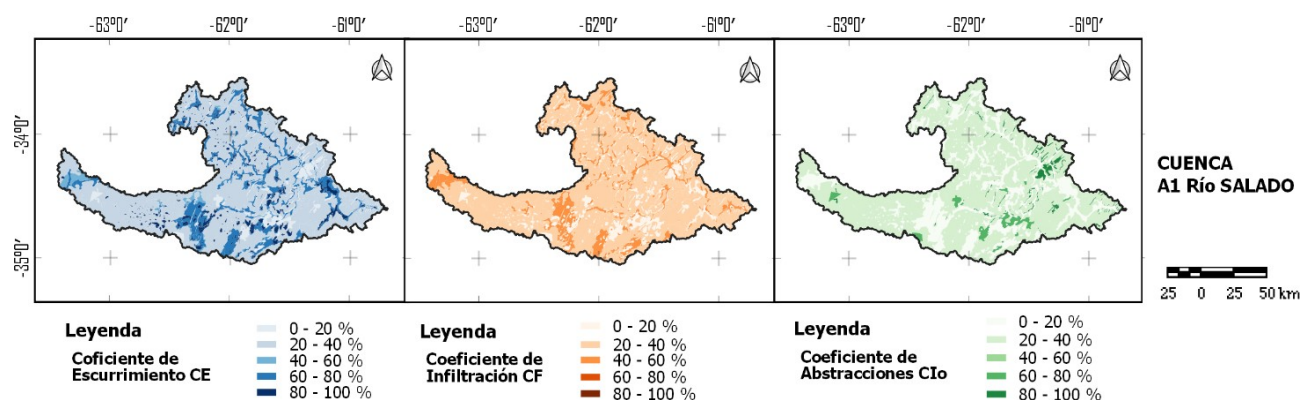 -63°0' -62°0' -61°0' -63°0' -62°0' -61°0' -63°0' -62°0' -61°0'
-34°0'
-35°0'
CUENCA
A1 Río SALADO
25 0 25 50 km
Leyenda
Coficiente de
Escurrimiento CE
0 - 20 %
20 - 40 %
40 - 60 %
60 - 80 %
80 - 100 %
Leyenda
Coeficiente de
Infiltración CF
0 - 20 %
20 - 40 %
40 - 60 %
60 - 80 %
80 - 100 %
Leyenda
Coeficiente de
Abstracciones CIo
0 - 20 %
20 - 40 %
40 - 60 %
60 - 80 %
80 - 100 %